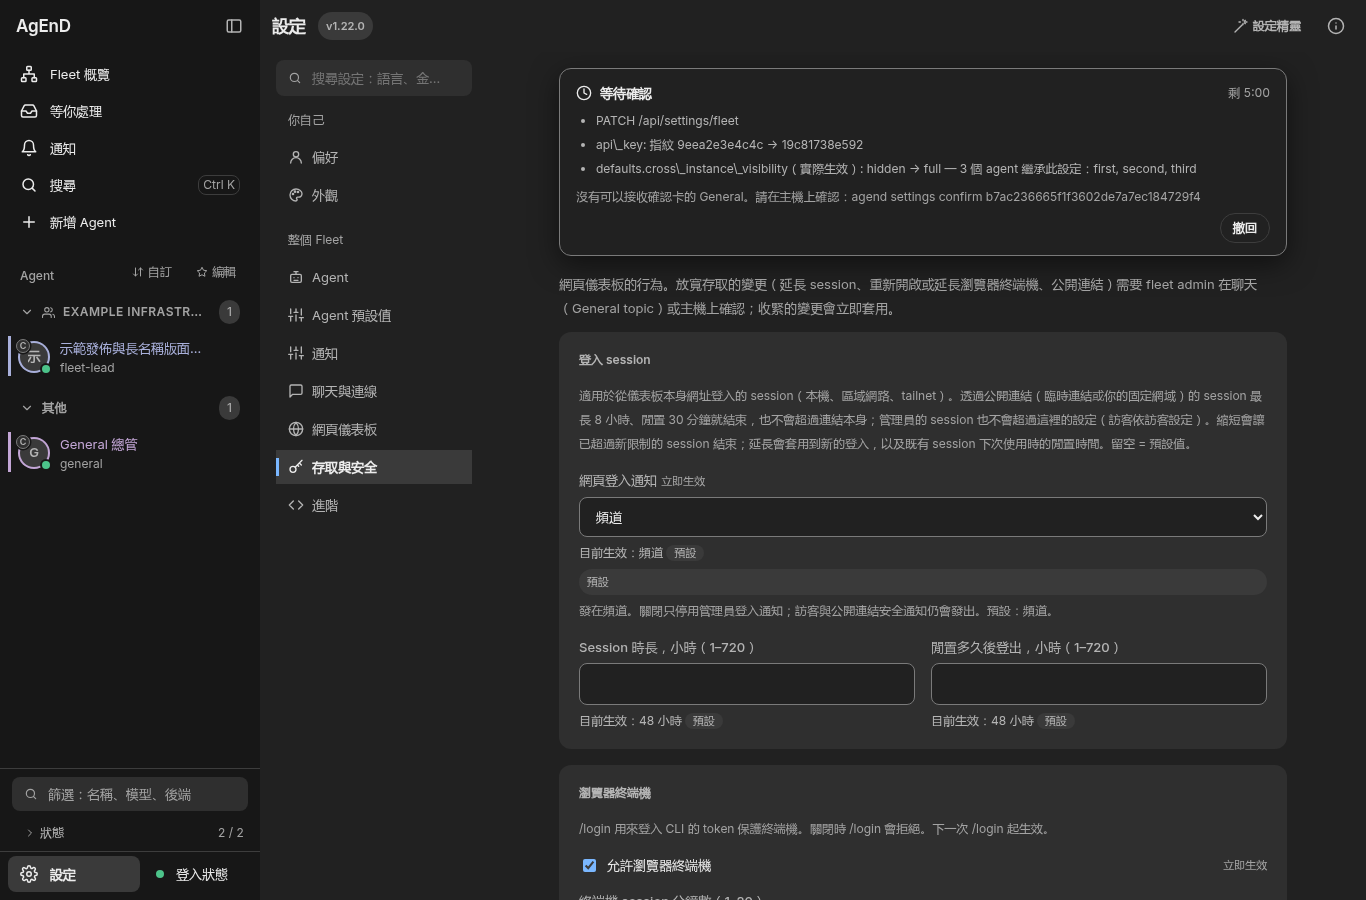 AgEnD
Fleet 概覽
等你處理
通知
搜尋 Ctrl K
新增 Agent
Agent 自訂 編輯
EXAMPLE INFRASTR... 1
C 示 示範發佈與長名稱版面...
fleet-lead
其他 1
C G General 總管
general
篩選：名稱、模型、後端
狀態 2 / 2
設定 登入狀態
設定 v1.22.0 設定精靈
搜尋設定：語言、金...
你自己
偏好
外觀
整個 Fleet
Agent
Agent 預設值
通知
聊天與連線
網頁儀表板
存取與安全
進階
等待確認 剩 5:00
• PATCH /api/settings/fleet
• api\_key: 指紋 9eea2e3e4c4c → 19c81738e592
• defaults.cross\_instance\_visibility（實際生效）: hidden → full — 3 個 agent 繼承此設定：first, second, third
沒有可以接收確認卡的 General。請在主機上確認：agend settings confirm b7ac236665f1f3602de7a7ec184729f4
撤回
網頁儀表板的行為。放寬存取的變更（延長 session、重新開啟或延長瀏覽器終端機、公開連結）需要 fleet admin 在聊天
（General topic）或主機上確認；收緊的變更會立即套用。
登入 session
適用於從儀表板本身網址登入的 session（本機、區域網路、tailnet）。透過公開連結（臨時連結或你的固定網域）的 session 最
長 8 小時、閒置 30 分鐘就結束，也不會超過連結本身；管理員的 session 也不會超過這裡的設定（訪客依訪客設定）。縮短會讓
已超過新限制的 session 結束；延長會套用到新的登入，以及既有 session 下次使用時的閒置時間。留空 = 預設值。
網頁登入通知 立即生效
頻道
目前生效：頻道 預設
預設
發在頻道。關閉只停用管理員登入通知；訪客與公開連結安全通知仍會發出。預設：頻道。
Session 時長，小時（1–720） 閒置多久後登出，小時（1–720）
目前生效：48 小時 預設 目前生效：48 小時 預設
瀏覽器終端機
/login 用來登入 CLI 的 token 保護終端機。關閉時 /login 會拒絕。下一次 /login 起生效。
允許瀏覽器終端機 立即生效
終端機 session 分鐘數（1–30）